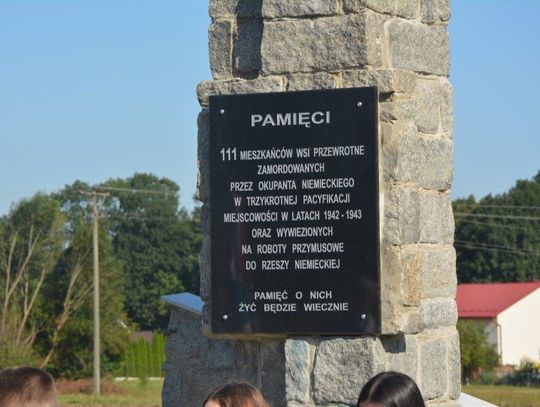 PAMIĘCI
111 MIESZKAŃCÓW WSI PRZEWROTNE
ZAMORDOWANYCH
PRZEZ OKUPANTA NIEMIECKIEGO
W TRZYKROTNEJ PACYFIKACJI
MIEJSCOWOŚCI W LATACH 1942-1943
ORAZ WYWIEZIONYCH
NA ROBOTY PRZYMUSOWE
DO RZESZY NIEMIECKIEJ
PAMIĘĆ O NICH
ŻYĆ BĘDZIE WIECZNIE